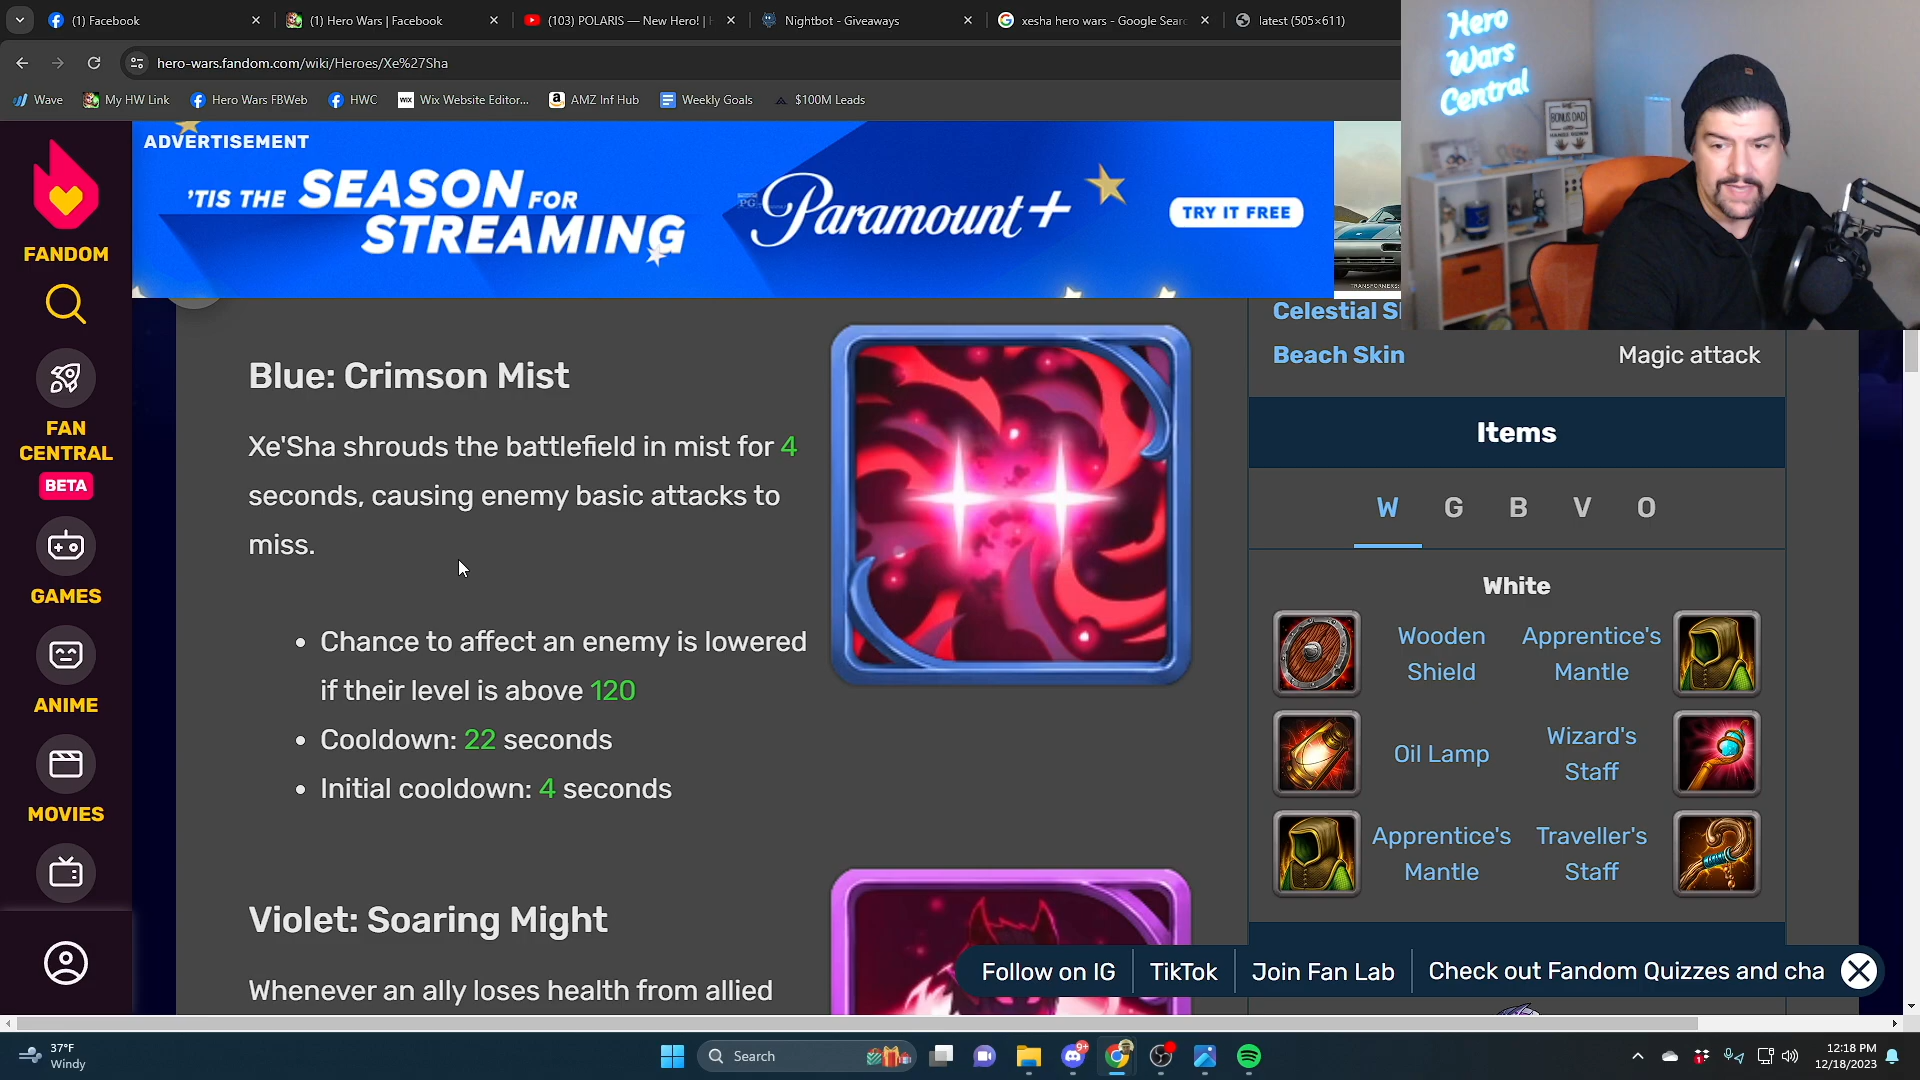 (1) Facebook
(1) Hero Wars | Facebook
(103) POLARIS — New Hero! |
Nightbot - Giveaways
xesha hero wars - Google Searc
latest (505×611)
hero-wars.fandom.com/wiki/Heroes/Xe%27Sha
Wave
My HW Link
Hero Wars FBWeb
HWC
WIX
Wix Website Editor...
AMZ Inf Hub
Weekly Goals
$100M Leads
Hero
Wars
Central
BONUS DAD
ADVERTISEMENT
'TIS THE SEASON FOR
STREAMING
Paramount+
TRY IT FREE
FANDOM
FAN
CENTRAL
BETA
GAMES
ANIME
MOVIES
Blue: Crimson Mist
Xe'Sha shrouds the battlefield in mist for 4
seconds, causing enemy basic attacks to
miss.
• Chance to affect an enemy is lowered
if their level is above 120
• Cooldown: 22 seconds
• Initial cooldown: 4 seconds
Violet: Soaring Might
Whenever an ally loses health from allied
Beach Skin
Magic attack
Items
W G B V O
White
Wooden
Shield
Apprentice's
Mantle
Oil Lamp
Wizard's
Staff
Apprentice's
Mantle
Traveller's
Staff
Follow on IG
TikTok
Join Fan Lab
Check out Fandom Quizzes and cha
37°F
Windy
Search
9+
12:18 PM
12/18/2023